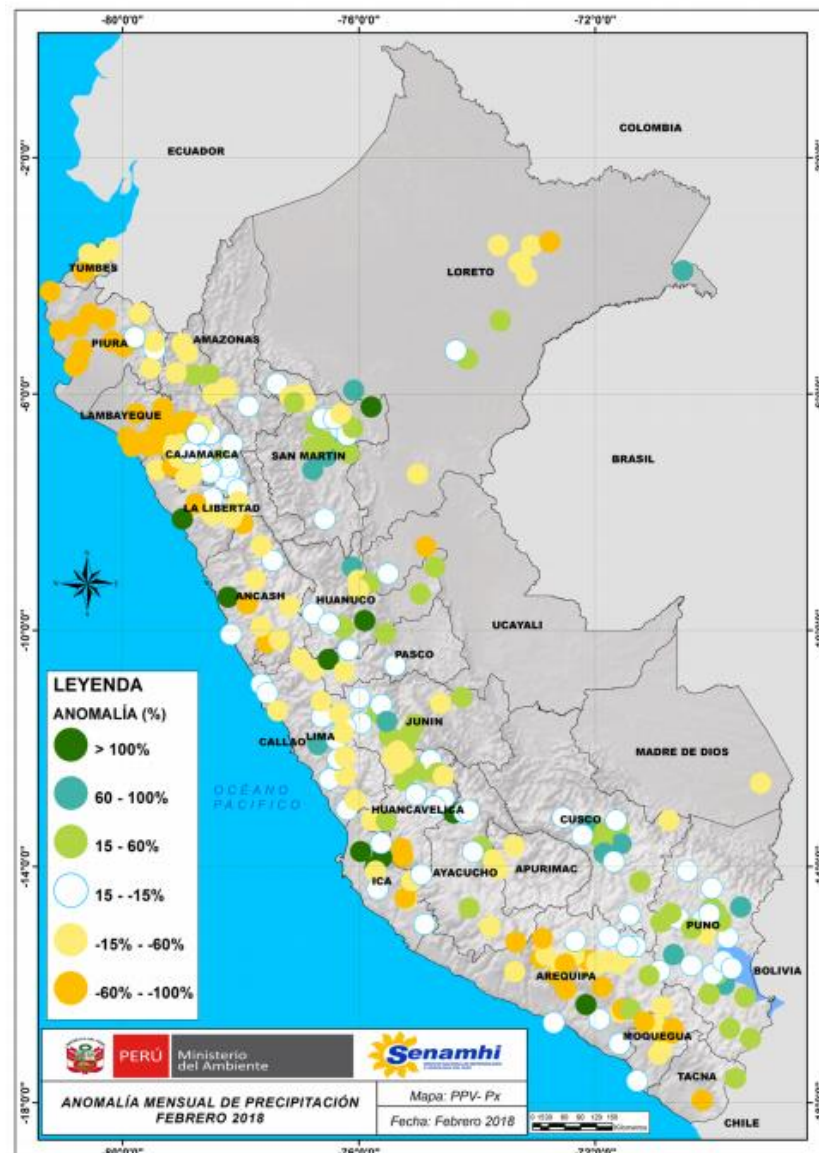 -80°0'0"
-76°0'0"
-72°0'0"
COLOMBIA
ECUADOR
-2°0'0"
TUMBES
LORETO
PIURA
AMAZONAS
-6°0'0"
LAMBAYEQUE
CAJAMARCA
SAN MARTIN
BRASIL
LA LIBERTAD
ANCASH
HUANUCO
UCAYALI
-10°0'0"
PASCO
LEYENDA
ANOMALÍA (%)
> 100%
60 - 100%
15 - 60%
15 - -15%
-15% - -60%
-60% - -100%
JUNIN
CALLAO
LIMA
MADRE DE DIOS
OCÉANO
PACIFICO
HUANCAVELICA
CUSCO
-14°0'0"
ICA
AYACUCHO
APURIMAC
PUNO
AREQUIPA
BOLIVIA
MOQUEGUA
TACNA
CHILE
-18°0'0"
PERÚ
Ministerio
del Ambiente
Senamhi
ANOMALÍA MENSUAL DE PRECIPITACIÓN
FEBRERO 2018
Mapa: PPV- Px
Fecha: Febrero 2018